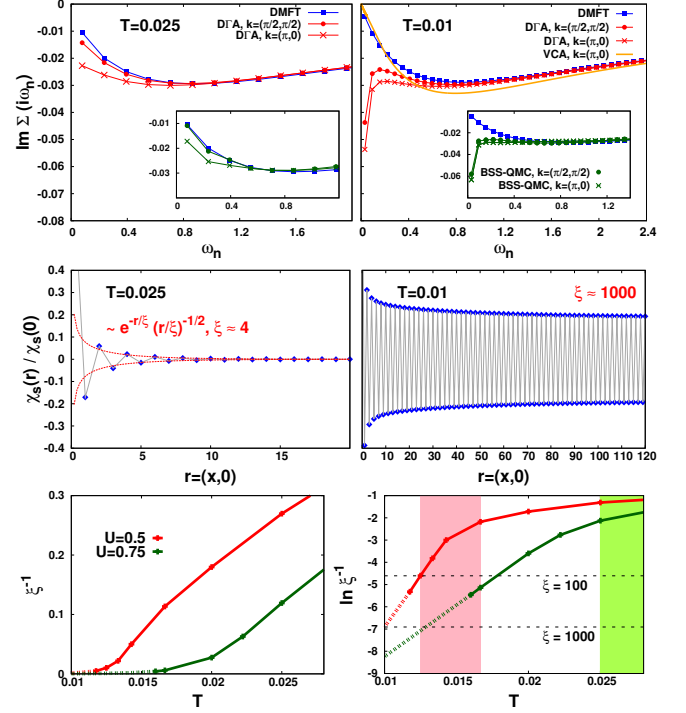 T=0.025
DMFT
DΓA, k=(π/2,π/2)
DΓA, k=(π,0)
Im Σ (iωn)
0
-0.01
-0.02
-0.03
-0.04
-0.05
-0.06
-0.07
-0.08
-0.01
-0.02
-0.03
0 0.4 0.8
0 0.4 0.8 1.2 1.6 2
ωn
T=0.01
DMFT
DΓA, k=(π/2,π/2)
DΓA, k=(π,0)
VCA, k=(π,0)
-0.02
-0.04
-0.06
BSS-QMC, k=(π/2,π/2)
BSS-QMC, k=(π,0)
0 0.4 0.8 1.2
0 0.4 0.8 1.2 1.6 2 2.4
ωn
T=0.025
~ e-r/ξ (r/ξ)-1/2, ξ ≈ 4
χs(r) / χs(0)
0.4
0.3
0.2
0.1
0
-0.1
-0.2
-0.3
-0.4
0 5 10 15
r=(x,0)
T=0.01
ξ ≈ 1000
0 10 20 30 40 50 60 70 80 90 100 110 120
r=(x,0)
U=0.5
U=0.75
ξ-1
0.3
0.2
0.1
0
0.01 0.015 0.02 0.025
T
ln ξ-1
-1
-2
-3
-4
-5
-6
-7
-8
-9
ξ = 100
ξ = 1000
0.01 0.015 0.02 0.025
T